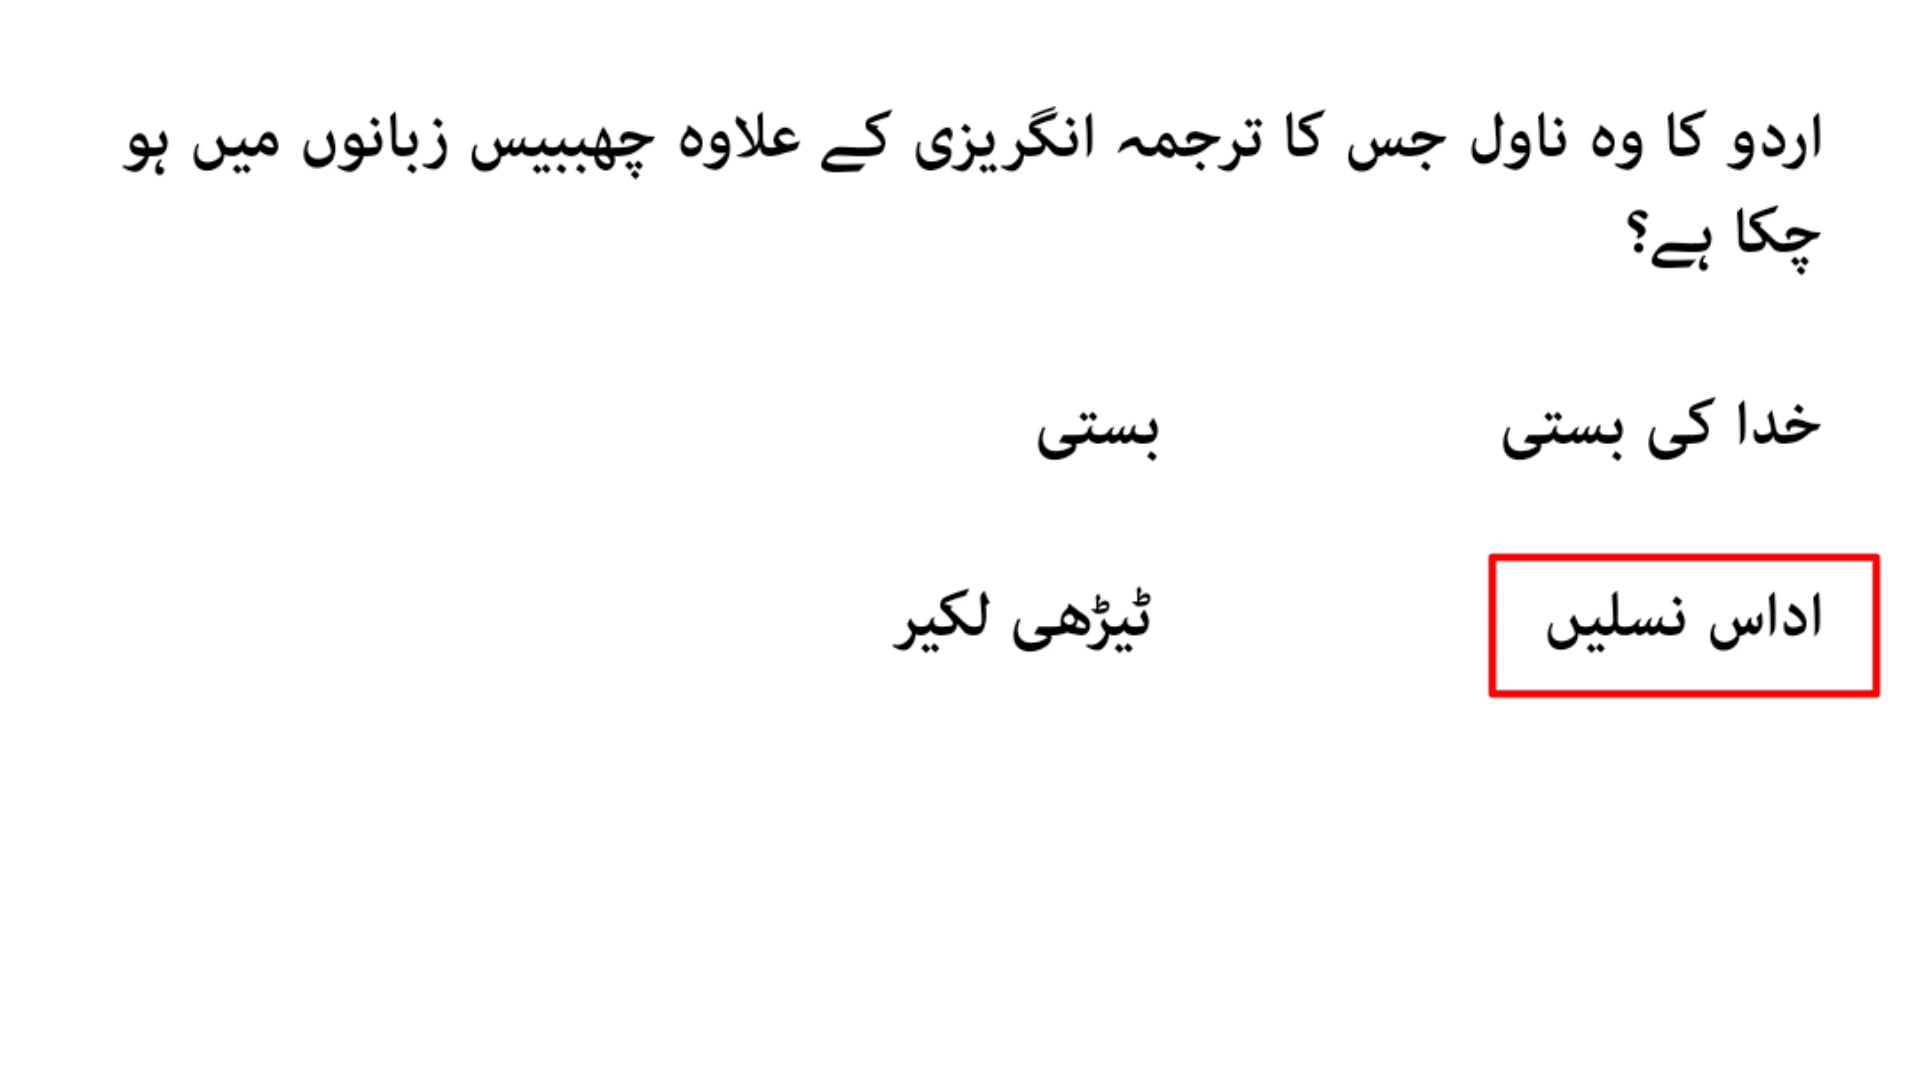 اردو کا وہ ناول جس کا ترجمہ انگریزی کے علاوہ چھببیس زبانوں میں ہو
چکا ہے؟
خدا کی بستی بستی
اداس نسلیں ٹیڑھی لکیر